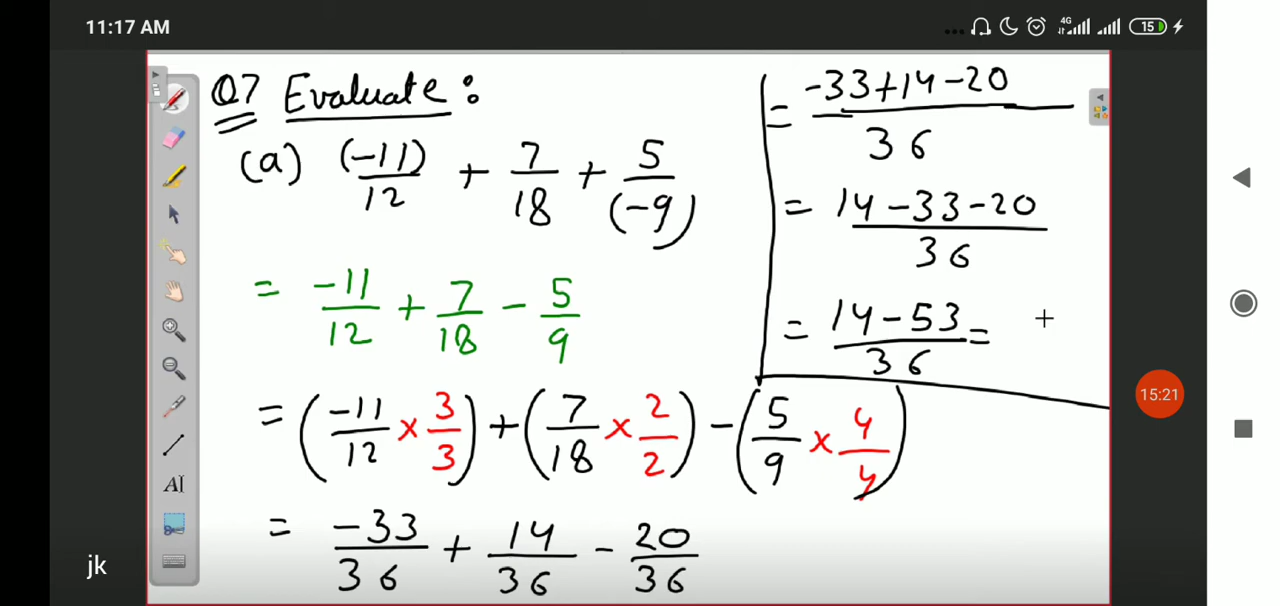 11:17 AM
4G
15
Q7 Evaluate :
(a) (-11)/12 + 7/18 + 5/(-9)
= -11/12 + 7/18 - 5/9
= (-11/12 × 3/3) + (7/18 × 2/2) - (5/9 × 4/4)
= -33/36 + 14/36 - 20/36
= -33+14-20/36
= 14-33-20/36
= 14-53/36 =
AI
15:21
jk